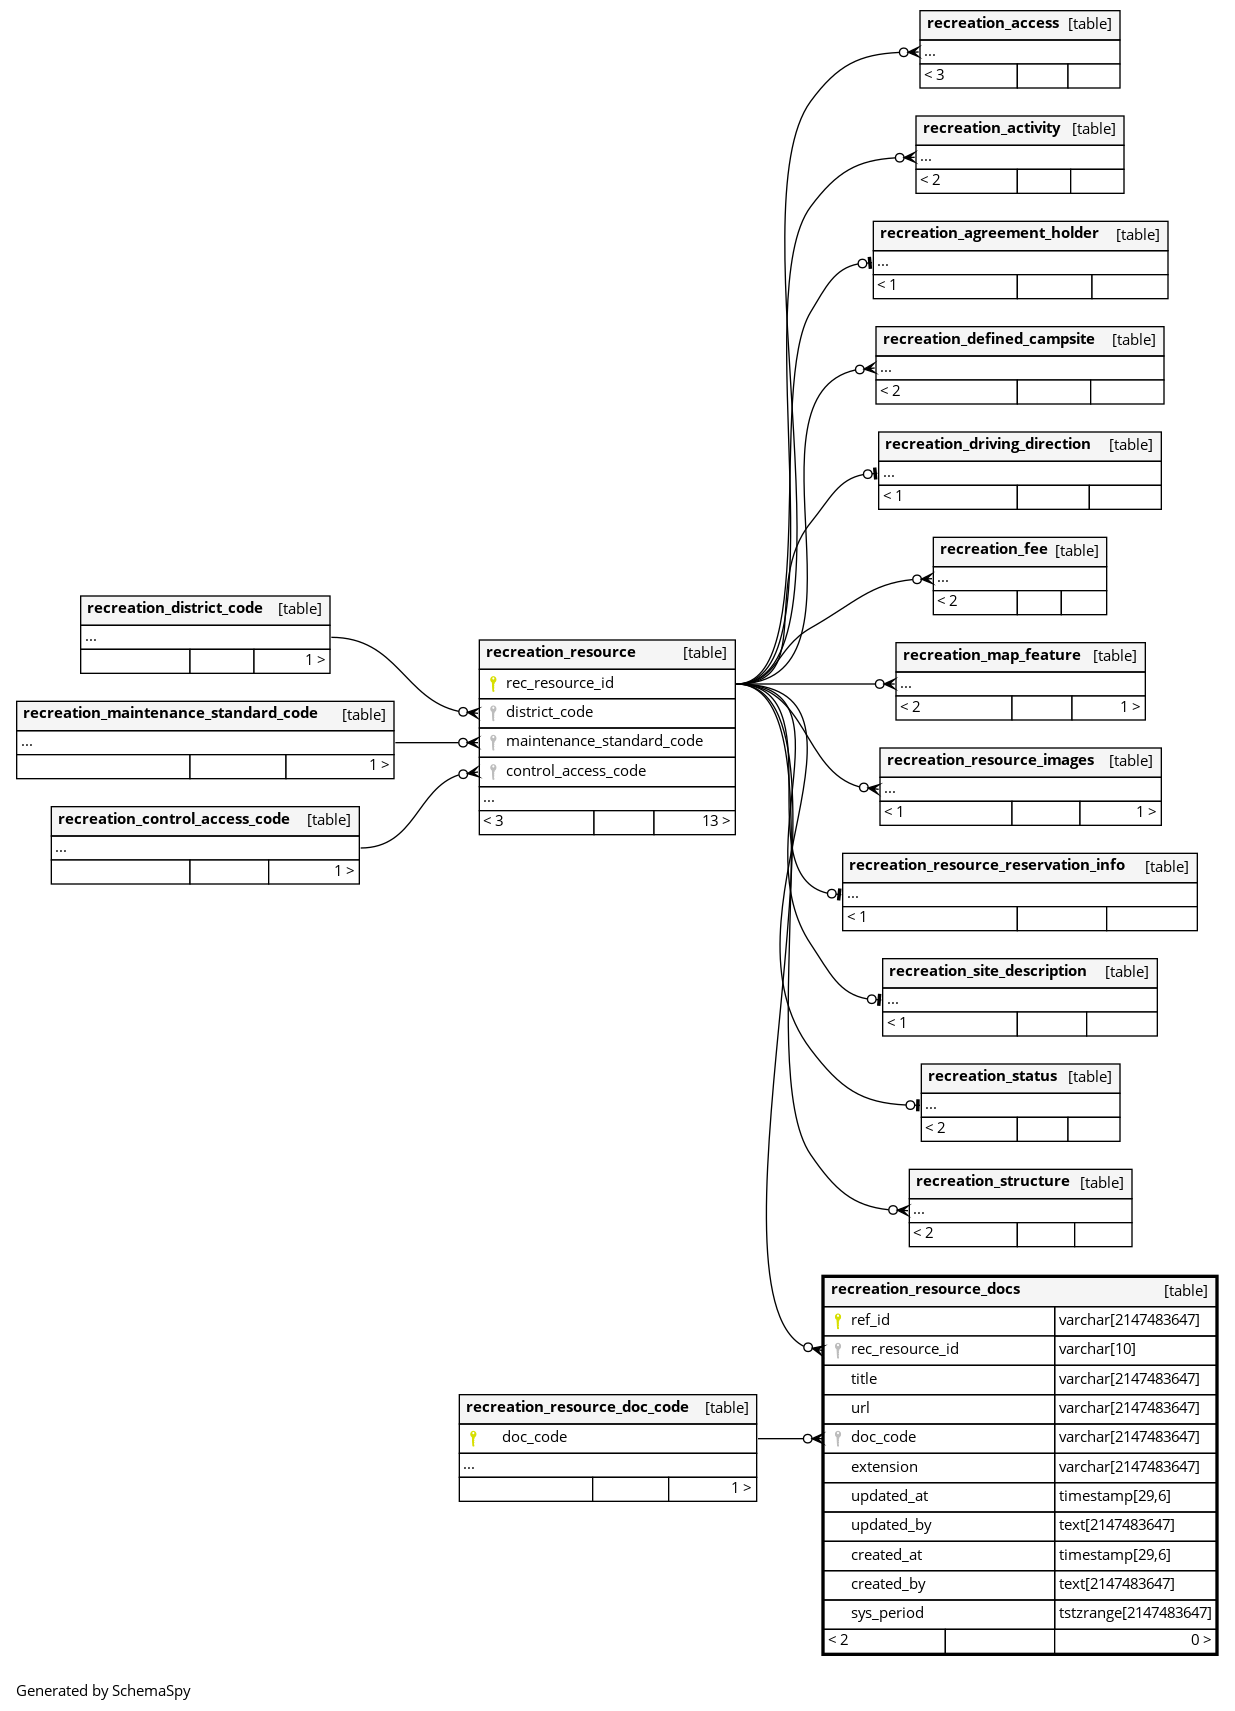 recreation_access [table]
...
< 3
recreation_activity [table]
...
< 2
recreation_agreement_holder [table]
...
< 1
recreation_defined_campsite [table]
...
< 2
recreation_driving_direction [table]
...
< 1
recreation_fee [table]
...
< 2
recreation_district_code [table]
...
1 >
recreation_maintenance_standard_code [table]
...
1 >
recreation_control_access_code [table]
...
1 >
recreation_resource [table]
rec_resource_id
district_code
maintenance_standard_code
control_access_code
...
< 3 13 >
recreation_map_feature [table]
...
< 2 1 >
recreation_resource_images [table]
...
< 1 1 >
recreation_resource_reservation_info [table]
...
< 1
recreation_site_description [table]
...
< 1
recreation_status [table]
...
< 2
recreation_structure [table]
...
< 2
recreation_resource_doc_code [table]
doc_code
...
1 >
recreation_resource_docs [table]
ref_id varchar[2147483647]
rec_resource_id varchar[10]
title varchar[2147483647]
url varchar[2147483647]
doc_code varchar[2147483647]
extension varchar[2147483647]
updated_at timestamp[29,6]
updated_by text[2147483647]
created_at timestamp[29,6]
created_by text[2147483647]
sys_period tstzrange[2147483647]
< 2 0 >
Generated by SchemaSpy